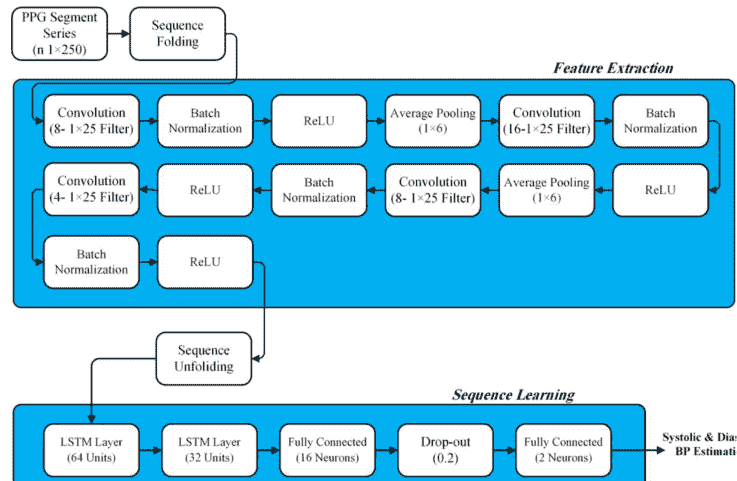 PPG Segment
Series
(n 1×250)
Sequence
Folding
Feature Extraction
Convolution
(8- 1×25 Filter)
Batch
Normalization
ReLU
Average Pooling
(1×6)
Convolution
(16-1×25 Filter)
Batch
Normalization
Convolution
(4- 1×25 Filter)
ReLU
Batch
Normalization
Convolution
(8- 1×25 Filter)
Average Pooling
(1×6)
ReLU
Batch
Normalization
ReLU
Sequence
Unfoliding
Sequence Learning
LSTM Layer
(64 Units)
LSTM Layer
(32 Units)
Fully Connected
(16 Neurons)
Drop-out
(0.2)
Fully Connected
(2 Neurons)
Systolic & Dias
BP Estimati